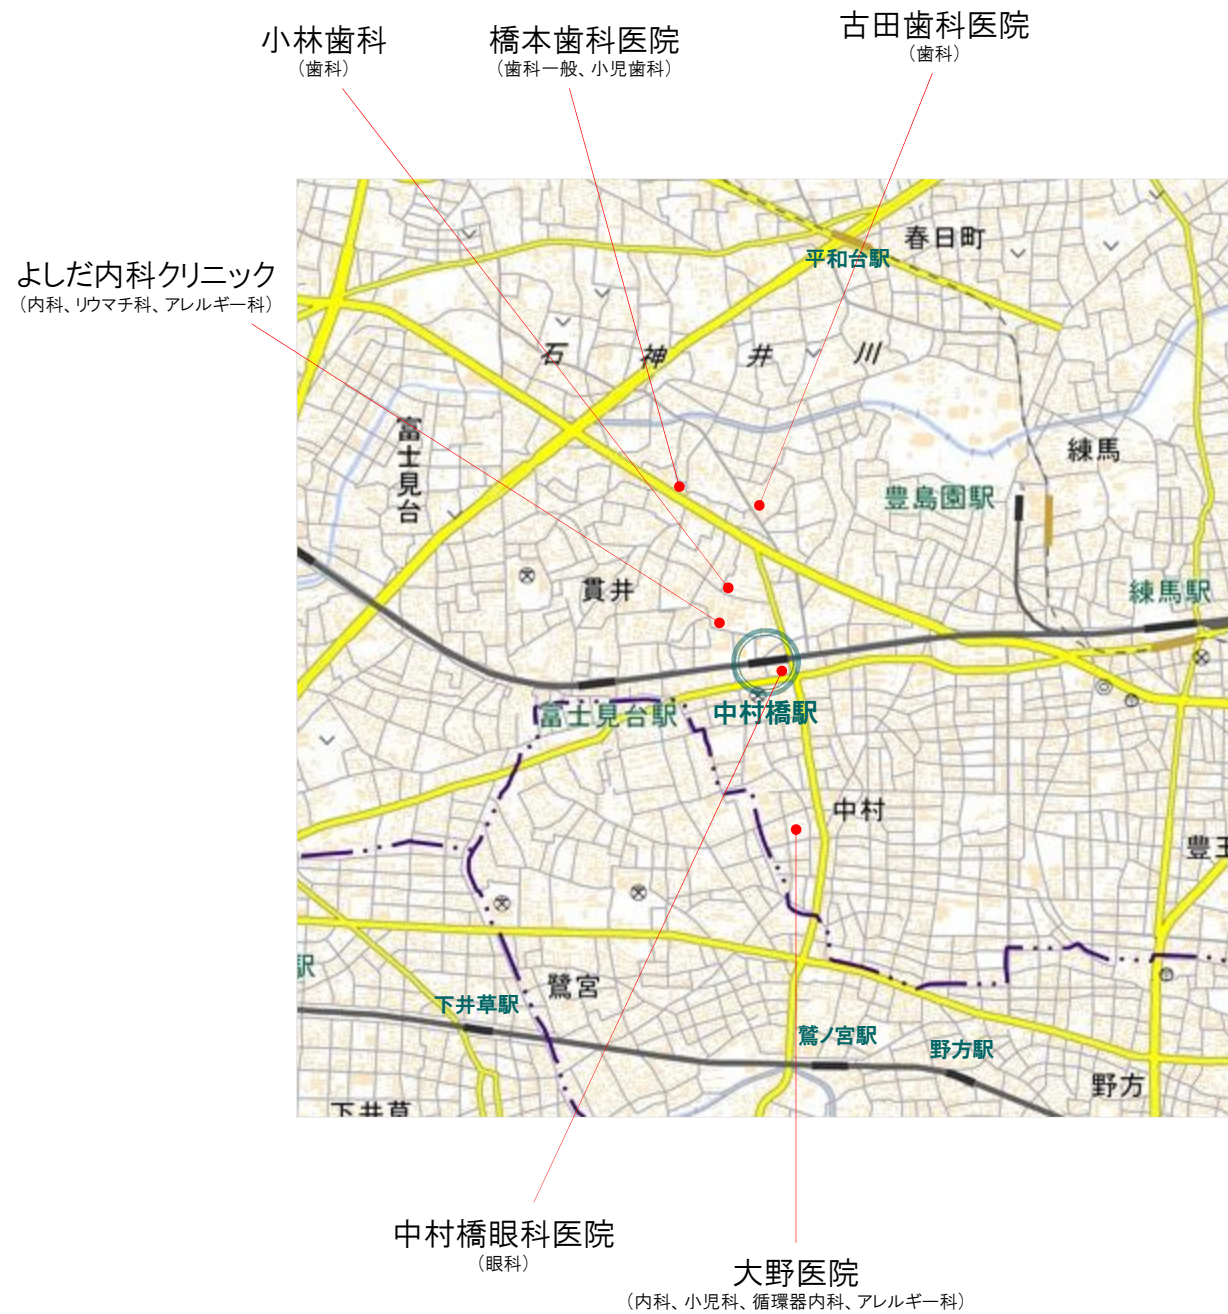 古田歯科医院
（歯科）
小林歯科
（歯科）
橋本歯科医院
（歯科一般、小児歯科）
よしだ内科クリニック
（内科、リウマチ科、アレルギー科）
春日町
平和台駅
石神井川
富士見台
練馬
豊島園駅
貫井
練馬駅
富士見台駅
中村橋駅
中村
豊玉
駅
鷺宮
下井草駅
鷲ノ宮駅
野方駅
野方
下井草
中村橋眼科医院
（眼科）
大野医院
（内科、小児科、循環器内科、アレルギー科）